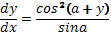 dy/dx = cos²(a + y)/sina